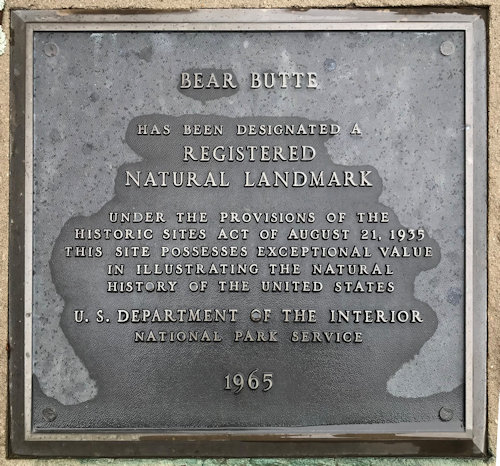 BEAR BUTTE
HAS BEEN DESIGNATED A
REGISTERED
NATURAL LANDMARK
UNDER THE PROVISIONS OF THE
HISTORIC SITES ACT OF AUGUST 21, 1935
THIS SITE POSSESSES EXCEPTIONAL VALUE
IN ILLUSTRATING THE NATURAL
HISTORY OF THE UNITED STATES
U. S. DEPARTMENT OF THE INTERIOR
NATIONAL PARK SERVICE
1965